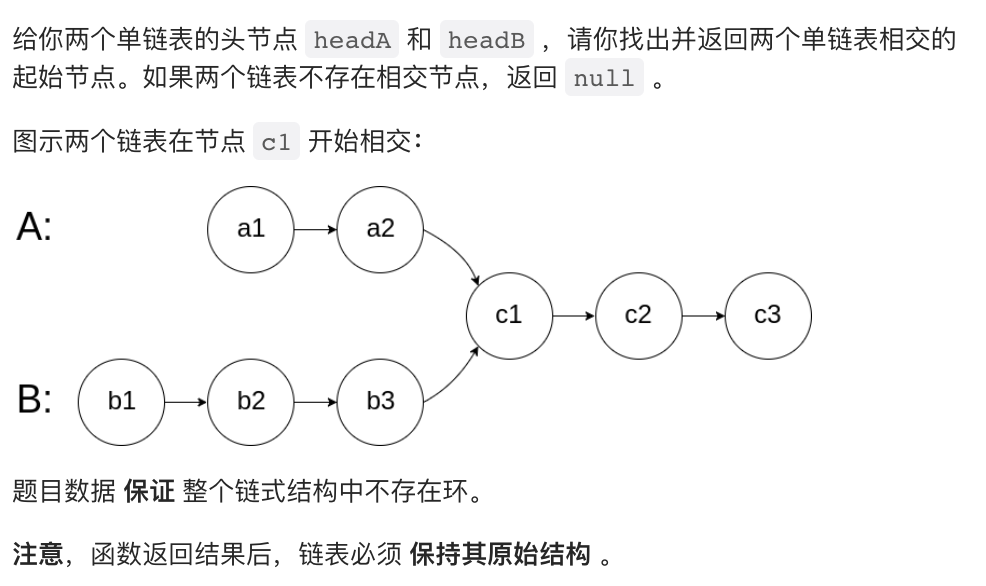 给你两个单链表的头节点 headA 和 headB ，请你找出并返回两个单链表相交的
起始节点。如果两个链表不存在相交节点，返回 null 。
图示两个链表在节点 c1 开始相交：
A: a1 a2
c1 c2 c3
B: b1 b2 b3
题目数据 保证 整个链式结构中不存在环。
注意，函数返回结果后，链表必须 保持其原始结构 。